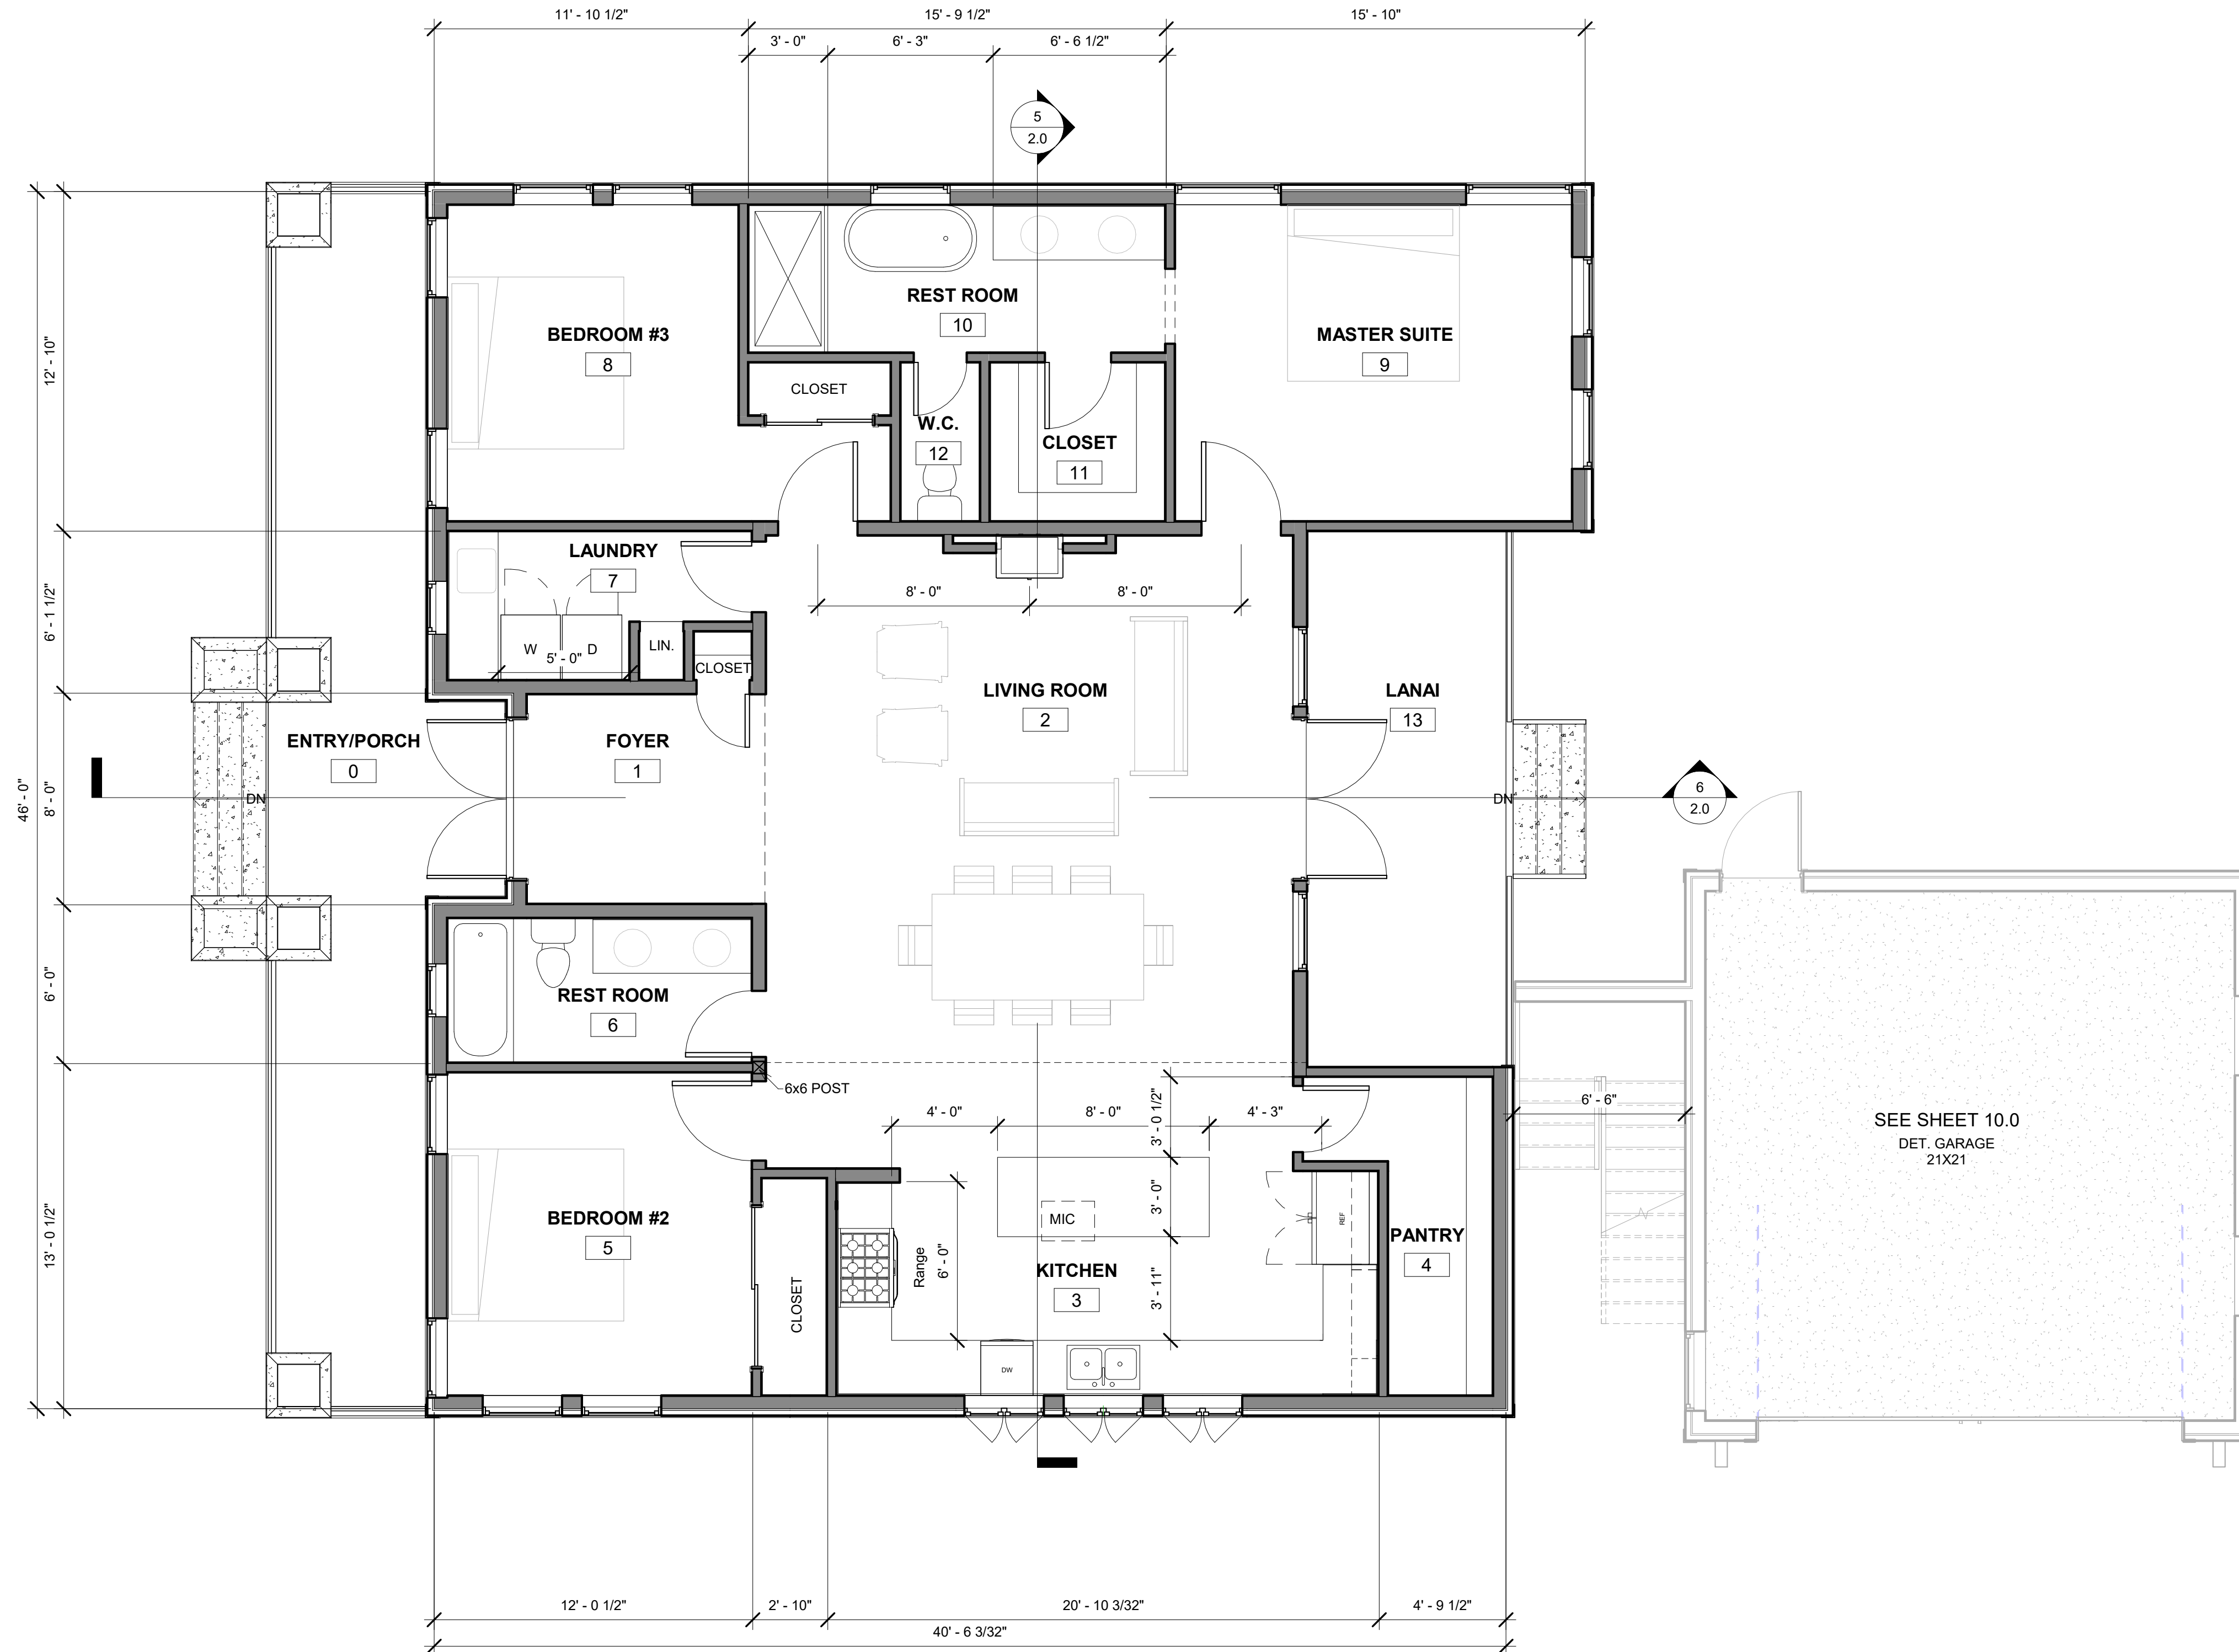 11' - 10 1/2"
15' - 9 1/2"
15' - 10"
3' - 0"
6' - 3"
6' - 6 1/2"
5
2.0
46' - 0"
12' - 10"
6' - 1 1/2"
8' - 0"
6' - 0"
13' - 0 1/2"
BEDROOM #3
8
REST ROOM
10
MASTER SUITE
9
CLOSET
W.C.
12
CLOSET
11
LAUNDRY
7
W
D
5' - 0"
LIN.
CLOSET
8' - 0"
8' - 0"
LIVING ROOM
2
LANAI
13
ENTRY/PORCH
0
FOYER
1
DN
DN
6
2.0
REST ROOM
6
6x6 POST
4' - 0"
8' - 0"
4' - 3"
3' - 0 1/2"
3' - 0"
3' - 11"
6' - 6"
SEE SHEET 10.0
DET. GARAGE
21X21
BEDROOM #2
5
CLOSET
Range
6' - 0"
MIC
REF
KITCHEN
3
PANTRY
4
DW
12' - 0 1/2"
2' - 10"
20' - 10 3/32"
4' - 9 1/2"
40' - 6 3/32"